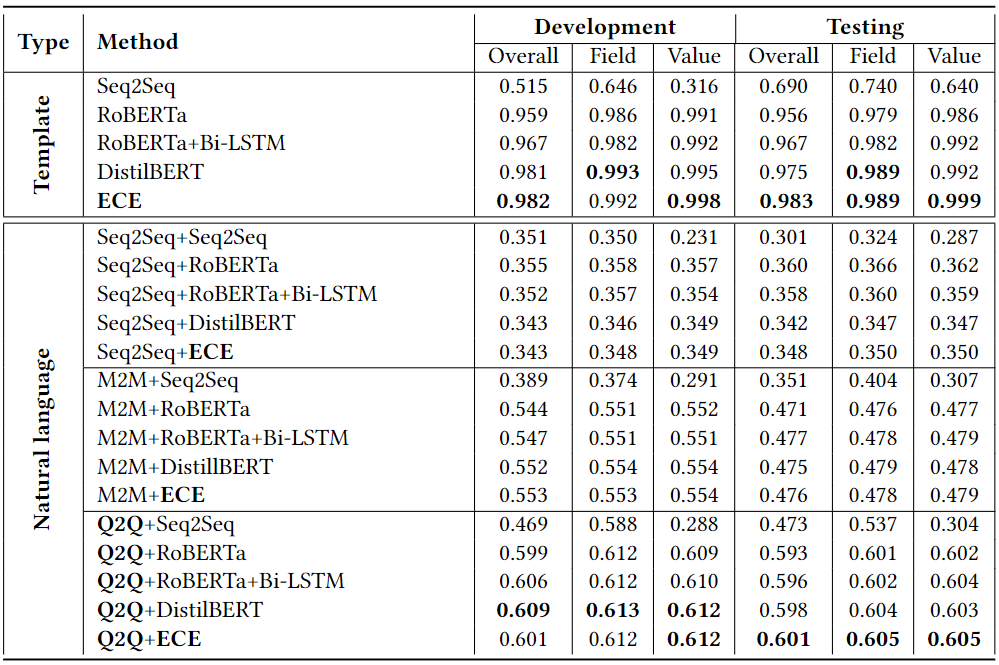 Type Method Development Testing
Overall Field Value Overall Field Value
Template
Seq2Seq 0.515 0.646 0.316 0.690 0.740 0.640
RoBERTa 0.959 0.986 0.991 0.956 0.979 0.986
RoBERTa+Bi-LSTM 0.967 0.982 0.992 0.967 0.982 0.992
DistilBERT 0.981 0.993 0.995 0.975 0.989 0.992
ECE 0.982 0.992 0.998 0.983 0.989 0.999
Natural language
Seq2Seq+Seq2Seq 0.351 0.350 0.231 0.301 0.324 0.287
Seq2Seq+RoBERTa 0.355 0.358 0.357 0.360 0.366 0.362
Seq2Seq+RoBERTa+Bi-LSTM 0.352 0.357 0.354 0.358 0.360 0.359
Seq2Seq+DistilBERT 0.343 0.346 0.349 0.342 0.347 0.347
Seq2Seq+ECE 0.343 0.348 0.349 0.348 0.350 0.350
M2M+Seq2Seq 0.389 0.374 0.291 0.351 0.404 0.307
M2M+RoBERTa 0.544 0.551 0.552 0.471 0.476 0.477
M2M+RoBERTa+Bi-LSTM 0.547 0.551 0.551 0.477 0.478 0.479
M2M+DistillBERT 0.552 0.554 0.554 0.475 0.479 0.478
M2M+ECE 0.553 0.553 0.554 0.476 0.478 0.479
Q2Q+Seq2Seq 0.469 0.588 0.288 0.473 0.537 0.304
Q2Q+RoBERTa 0.599 0.612 0.609 0.593 0.601 0.602
Q2Q+RoBERTa+Bi-LSTM 0.606 0.612 0.610 0.596 0.602 0.604
Q2Q+DistilBERT 0.609 0.613 0.612 0.598 0.604 0.603
Q2Q+ECE 0.601 0.612 0.612 0.601 0.605 0.605